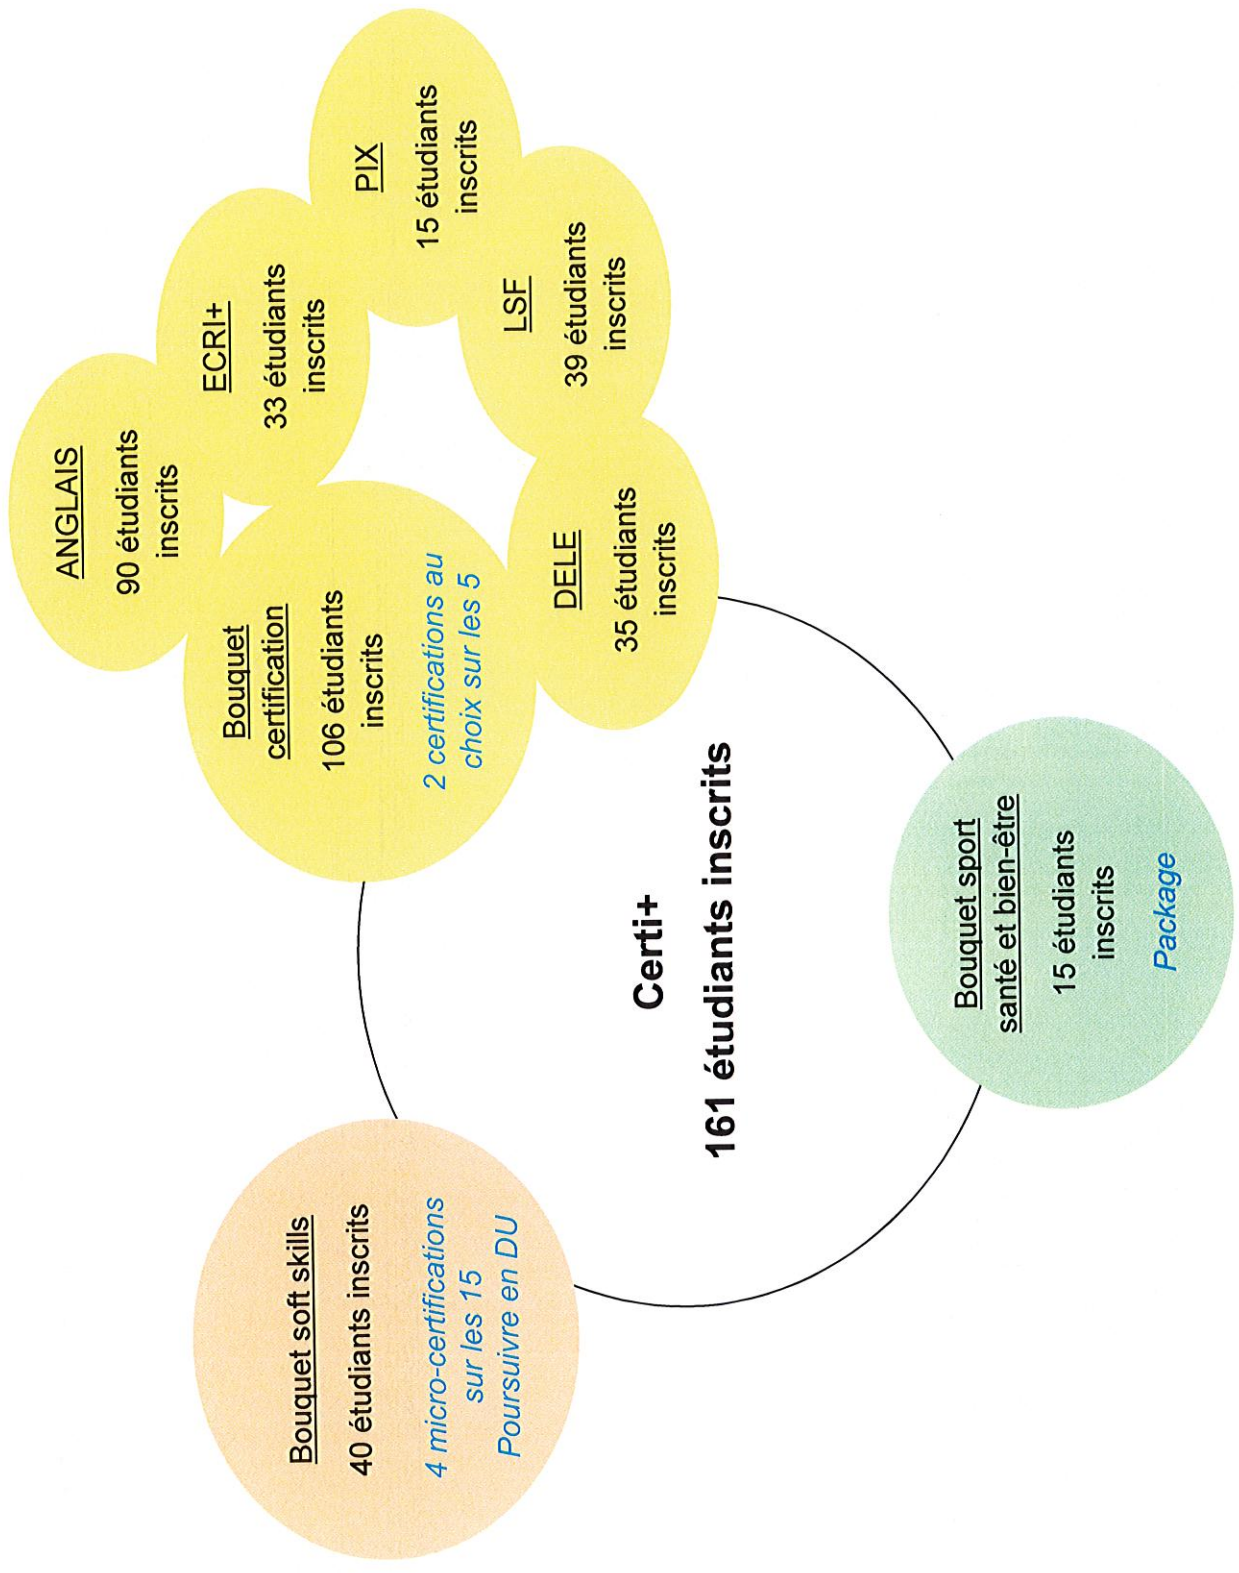 Bouquet soft skills
40 étudiants inscrits
4 micro-certifications
sur les 15
Poursuivre en DU
Bouquet
certification
106 étudiants
inscrits
2 certifications au
choix sur les 5
ANGLAIS
90 étudiants
inscrits
ECRI+
33 étudiants
inscrits
PIX
15 étudiants
inscrits
LSF
39 étudiants
inscrits
DELE
35 étudiants
inscrits
Certi+
161 étudiants inscrits
Bouquet sport
santé et bien-être
15 étudiants
inscrits
Package